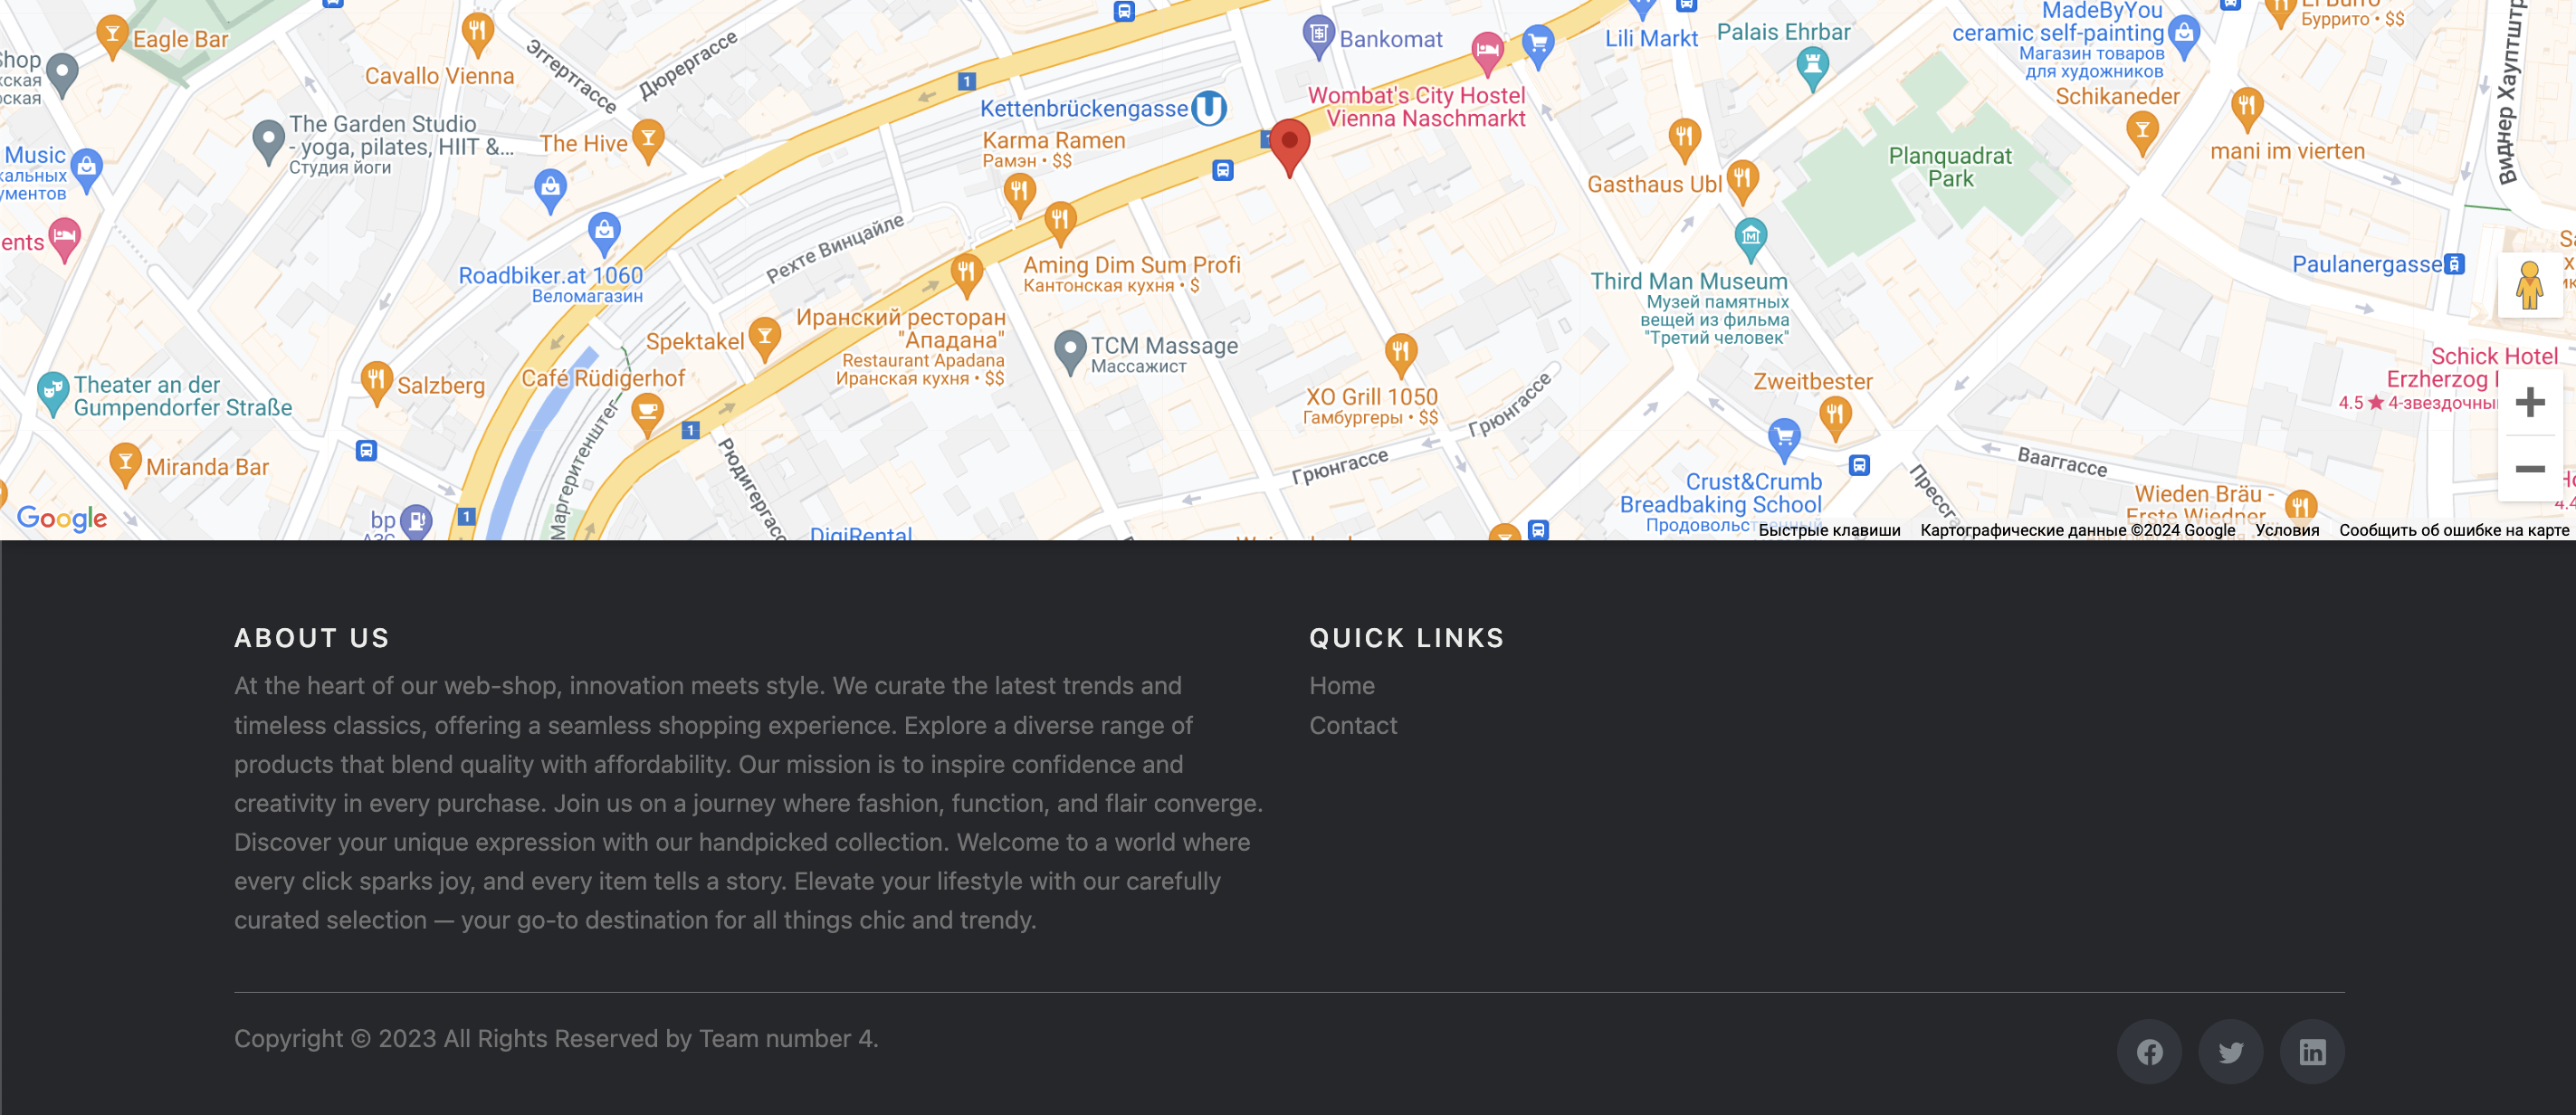 Eagle Bar
Cavallo Vienna
Эггертгассе
Дюрергассе
1
Bankomat
Lili Markt
Palais Ehrbar
MadeByYou
ceramic self-painting
Магазин товаров
для художников
Буррито • $$
Виднер Хауптштр
Shop
The Garden Studio
- yoga, pilates, HIIT &...
Студия йоги
The Hive
Kettenbrückengasse
U
Karma Ramen
Рамэн • $$
Wombat's City Hostel
Vienna Naschmarkt
Schikaneder
mani im vierten
Planquadrat
Park
Gasthaus Ubl
Music
Roadbiker.at 1060
Веломагазин
Рехте Винцайле
Aming Dim Sum Profi
Кантонская кухня • $
Third Man Museum
Музей памятных
вещей из фильма
"Третий человек"
Paulanergasse
Spektakel
Иранский ресторан
"Ападана"
Restaurant Apadana
Иранская кухня • $$
TCM Massage
Массажист
XO Grill 1050
Гамбургеры • $$
Грюнгассе
Zweitbester
Schick Hotel
Erzherzog
4.5 ★ 4-звездочны
Theater an der
Gumpendorfer Straße
Salzberg
Café Rüdigerhof
1
Miranda Bar
Маргеритенштег
Рюдигергасс
Грюнгассе
Crust&Crumb
Breadbaking School
Прессга
Вааггассе
Wieden Bräu -
Erste Wiedner
bp
АЗС
1
DigiRental
Google
Быстрые клавиши Картографические данные ©2024 Google Условия Сообщить об ошибке на карте
ABOUT US
At the heart of our web-shop, innovation meets style. We curate the latest trends and
timeless classics, offering a seamless shopping experience. Explore a diverse range of
products that blend quality with affordability. Our mission is to inspire confidence and
creativity in every purchase. Join us on a journey where fashion, function, and flair converge.
Discover your unique expression with our handpicked collection. Welcome to a world where
every click sparks joy, and every item tells a story. Elevate your lifestyle with our carefully
curated selection — your go-to destination for all things chic and trendy.
QUICK LINKS
Home
Contact
Copyright © 2023 All Rights Reserved by Team number 4.